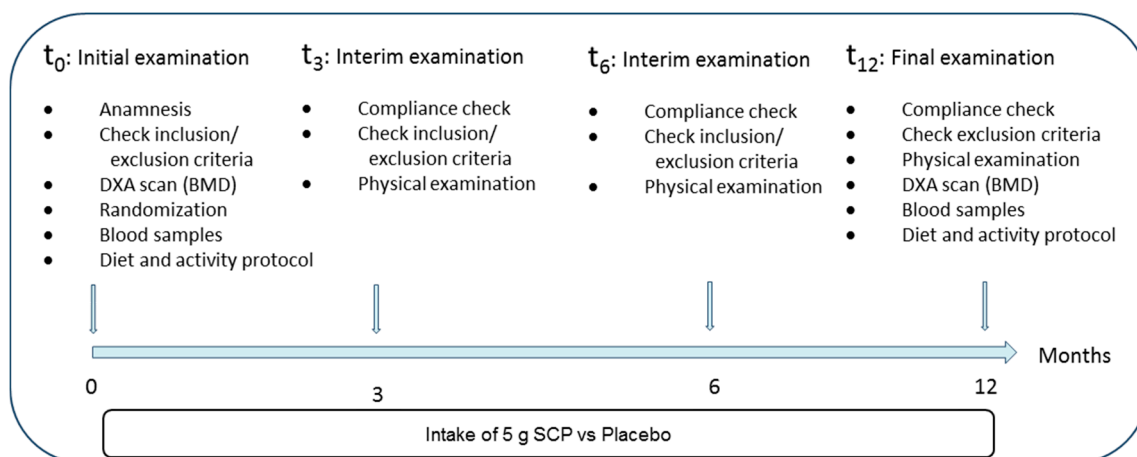 t0: Initial examination
• Anamnesis
• Check inclusion/
exclusion criteria
• DXA scan (BMD)
• Randomization
• Blood samples
• Diet and activity protocol
t3: Interim examination
• Compliance check
• Check inclusion/
exclusion criteria
• Physical examination
t6: Interim examination
• Compliance check
• Check inclusion/
exclusion criteria
• Physical examination
t12: Final examination
• Compliance check
• Check exclusion criteria
• Physical examination
• DXA scan (BMD)
• Blood samples
• Diet and activity protocol
Months
0 3 6 12
Intake of 5 g SCP vs Placebo